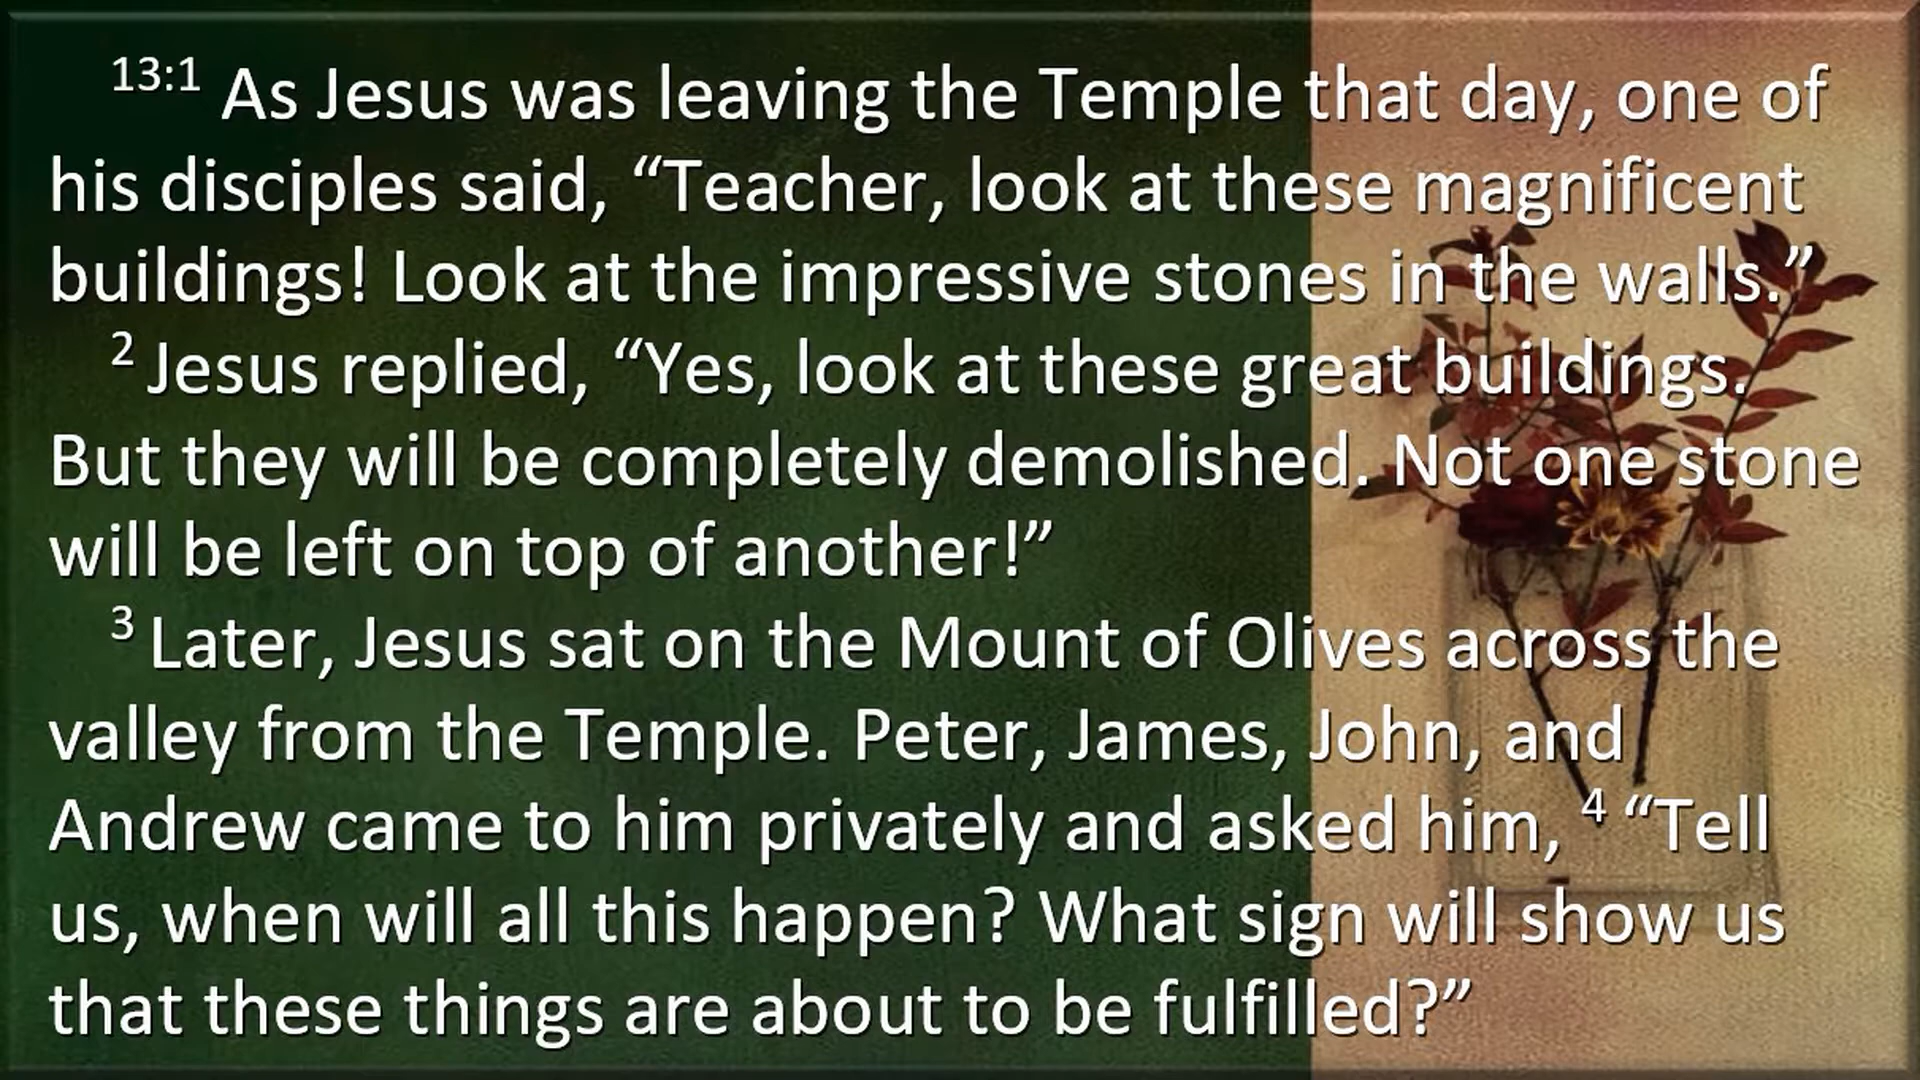 13:1 As Jesus was leaving the Temple that day, one of
his disciples said, “Teacher, look at these magnificent
buildings! Look at the impressive stones in the walls.”
2 Jesus replied, “Yes, look at these great buildings.
But they will be completely demolished. Not one stone
will be left on top of another!”
3 Later, Jesus sat on the Mount of Olives across the
valley from the Temple. Peter, James, John, and
Andrew came to him privately and asked him, 4 “Tell
us, when will all this happen? What sign will show us
that these things are about to be fulfilled?”